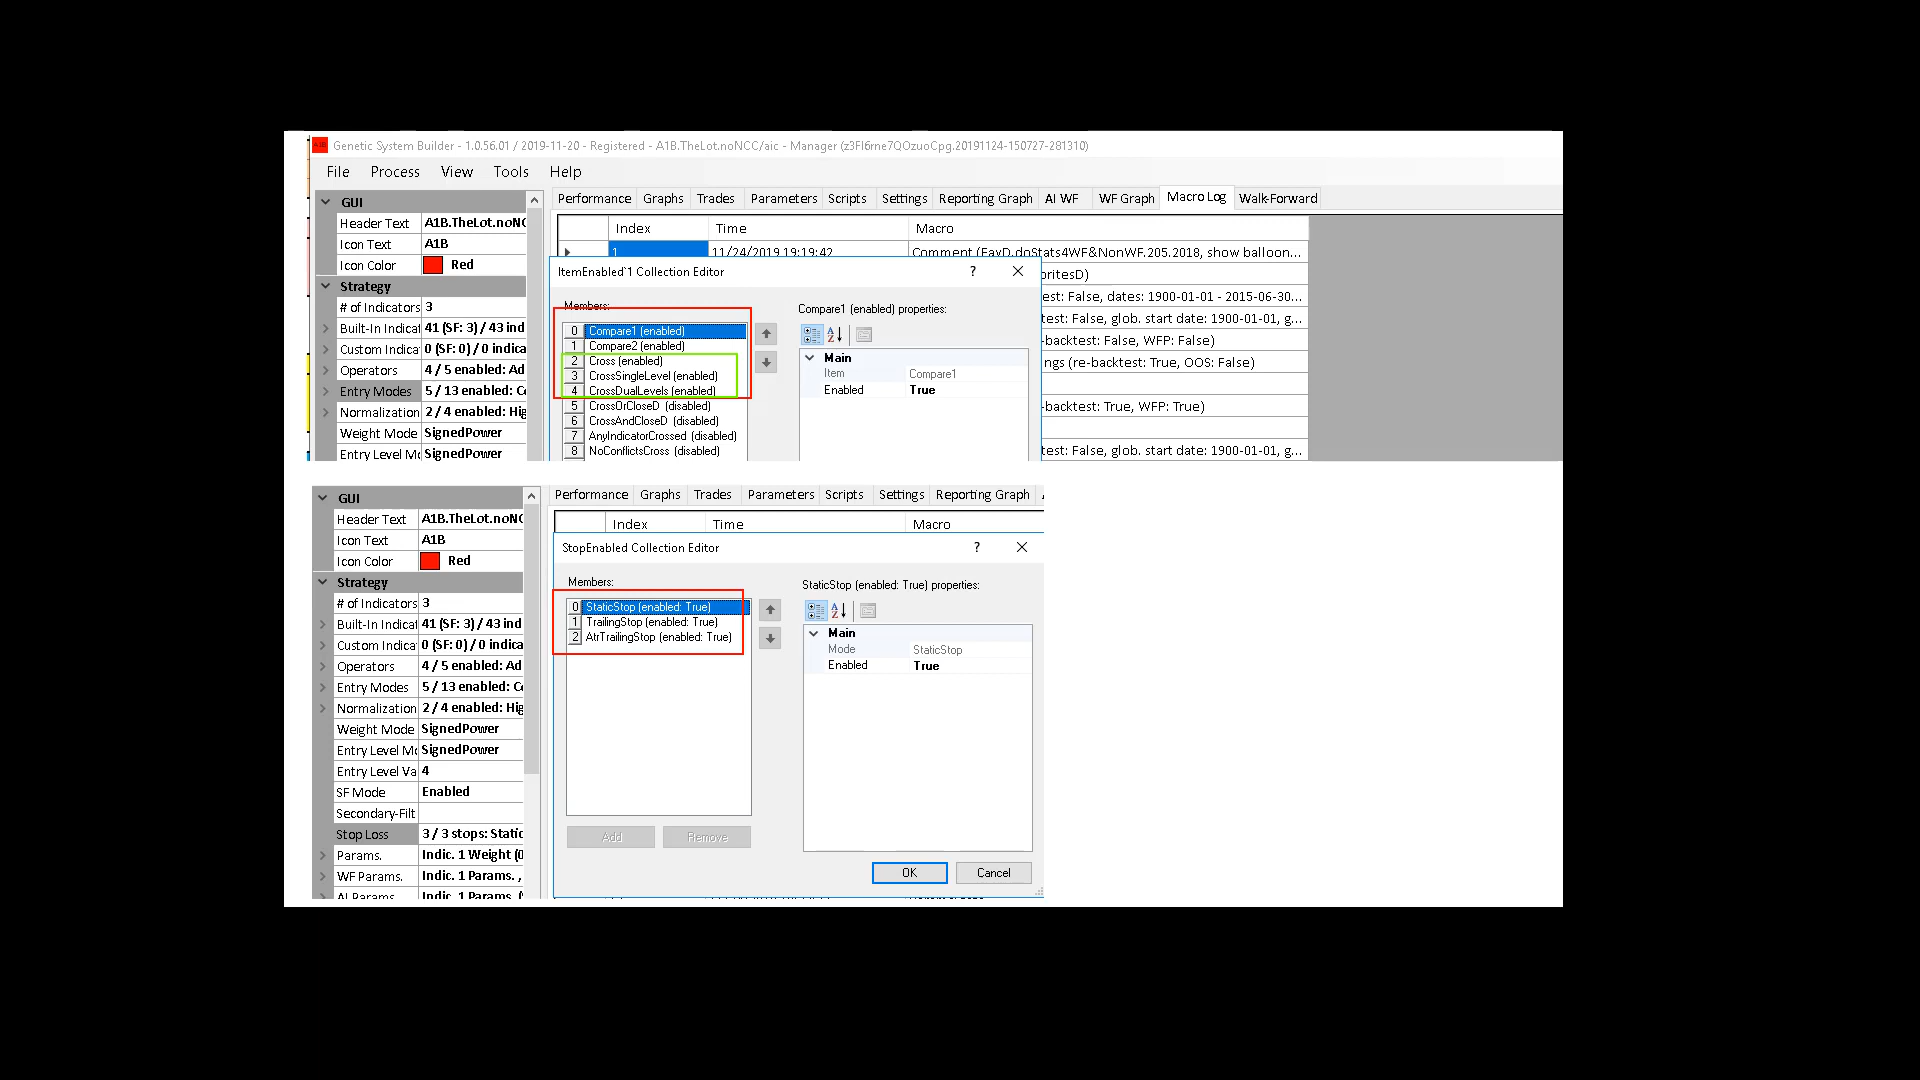 A1B Genetic System Builder - 1.0.56.01 / 2019-11-20 - Registered - A1B.TheLot.noNCC/aic - Manager (z3Fl6rne7QOzuoCpg.20191124-150727-281310)
File Process View Tools Help
Performance Graphs Trades Parameters Scripts Settings Reporting Graph AI WF WF Graph Macro Log Walk-Forward
GUI
Header Text A1B.TheLot.noNC
Icon Text A1B
Icon Color Red
Strategy
# of Indicators 3
Built-In Indicat 41 (SF: 3) / 43 ind
Custom Indica 0 (SF: 0) / 0 indica
Operators 4 / 5 enabled: Ad
Entry Modes 5 / 13 enabled: Co
Normalization 2 / 4 enabled: Hig
Weight Mode SignedPower
Entry Level Mo SignedPower
Index Time Macro
1 11/24/2019 19:19:42 Comment (FavD.doStats4WF&NonWF.205.2018, show balloon...
oritesD)
est: False, dates: 1900-01-01 - 2015-06-30...
test: False, glob. start date: 1900-01-01, g...
-backtest: False, WFP: False)
ngs (re-backtest: True, OOS: False)
-backtest: True, WFP: True)
test: False, glob. start date: 1900-01-01, g...
ItemEnabled`1 Collection Editor ?
Members:
0 Compare1 (enabled)
1 Compare2 (enabled)
2 Cross (enabled)
3 CrossSingleLevel (enabled)
4 CrossDualLevels (enabled)
5 CrossOrCloseD (disabled)
6 CrossAndCloseD (disabled)
7 AnyIndicatorCrossed (disabled)
8 NoConflictsCross (disabled)
Compare1 (enabled) properties:
Main
Item Compare1
Enabled True
Performance Graphs Trades Parameters Scripts Settings Reporting Graph
GUI
Header Text A1B.TheLot.noNC
Icon Text A1B
Icon Color Red
Strategy
# of Indicators 3
Built-In Indica 41 (SF: 3) / 43 ind
Custom Indica 0 (SF: 0) / 0 indica
Operators 4 / 5 enabled: Ad
Entry Modes 5 / 13 enabled: Co
Normalization 2 / 4 enabled: Hig
Weight Mode SignedPower
Entry Level Mo SignedPower
Entry Level Va 4
SF Mode Enabled
Secondary-Filt
Stop Loss 3 / 3 stops: Static
Params. Indic. 1 Weight (0
WF Params. Indic. 1 Params. ,
AI Params Indic. 1 Params.
Index Time Macro
StopEnabled Collection Editor ?
Members:
0 StaticStop (enabled: True)
1 TrailingStop (enabled: True)
2 AtrTrailingStop (enabled: True)
Add Remove
StaticStop (enabled: True) properties:
Main
Mode StaticStop
Enabled True
OK Cancel